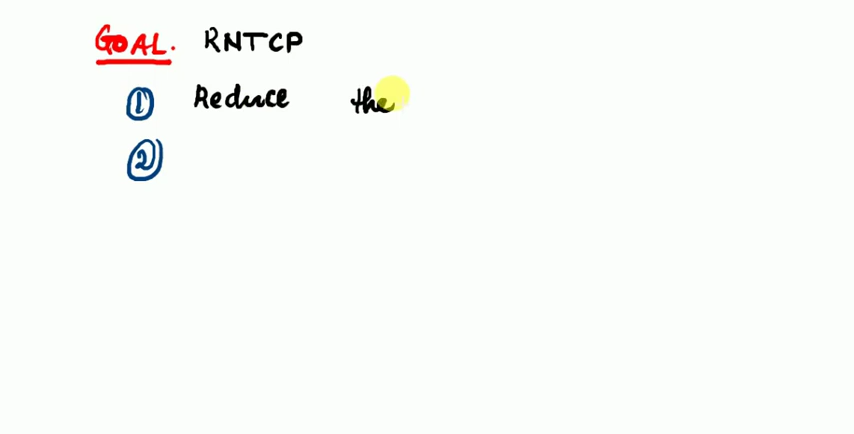 GOAL. RNTCP
① Reduce the
②